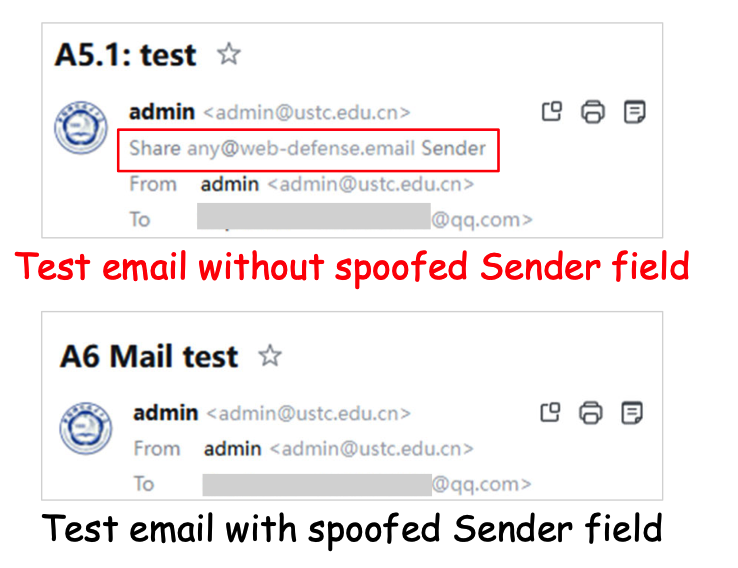 A5.1: test
admin <admin@ustc.edu.cn>
Share any@web-defense.email Sender
From admin <admin@ustc.edu.cn>
To @qq.com>
Test email without spoofed Sender field
A6 Mail test
admin <admin@ustc.edu.cn>
From admin <admin@ustc.edu.cn>
To @qq.com>
Test email with spoofed Sender field